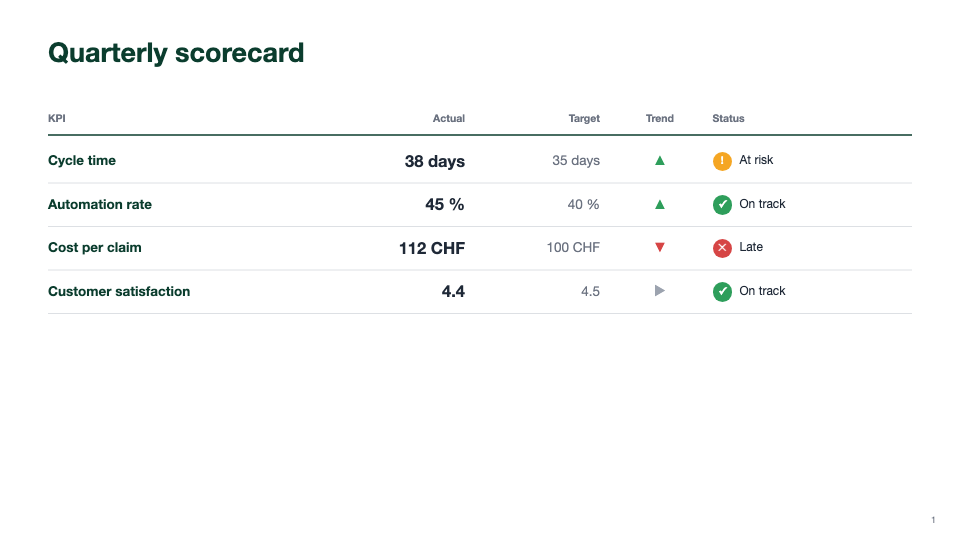 Quarterly scorecard
KPI Actual Target Trend Status
Cycle time 38 days 35 days ▲ ! At risk
Automation rate 45 % 40 % ▲ ✓ On track
Cost per claim 112 CHF 100 CHF ▼ ✕ Late
Customer satisfaction 4.4 4.5 ▶ ✓ On track
1